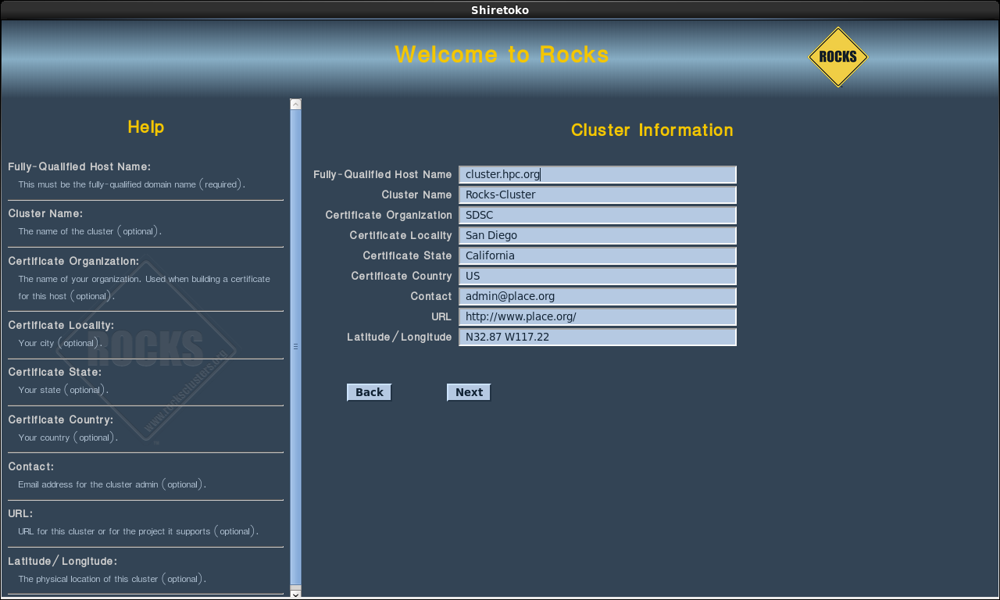 Shiretoko
Welcome to Rocks
ROCKS
Help
Fully-Qualified Host Name:
This must be the fully-qualified domain name (required).
Cluster Name:
The name of the cluster (optional).
Certificate Organization:
The name of your organization. Used when building a certificate
for this host (optional).
Certificate Locality:
Your city (optional).
Certificate State:
Your state (optional).
Certificate Country:
Your country (optional).
Contact:
Email address for the cluster admin (optional).
URL:
URL for this cluster or for the project it supports (optional).
Latitude/Longitude:
The physical location of this cluster (optional).
ROCKS
www.rocksclusters.org
TM
Cluster Information
Fully-Qualified Host Name cluster.hpc.org
Cluster Name Rocks-Cluster
Certificate Organization SDSC
Certificate Locality San Diego
Certificate State California
Certificate Country US
Contact admin@place.org
URL http://www.place.org/
Latitude/Longitude N32.87 W117.22
Back Next